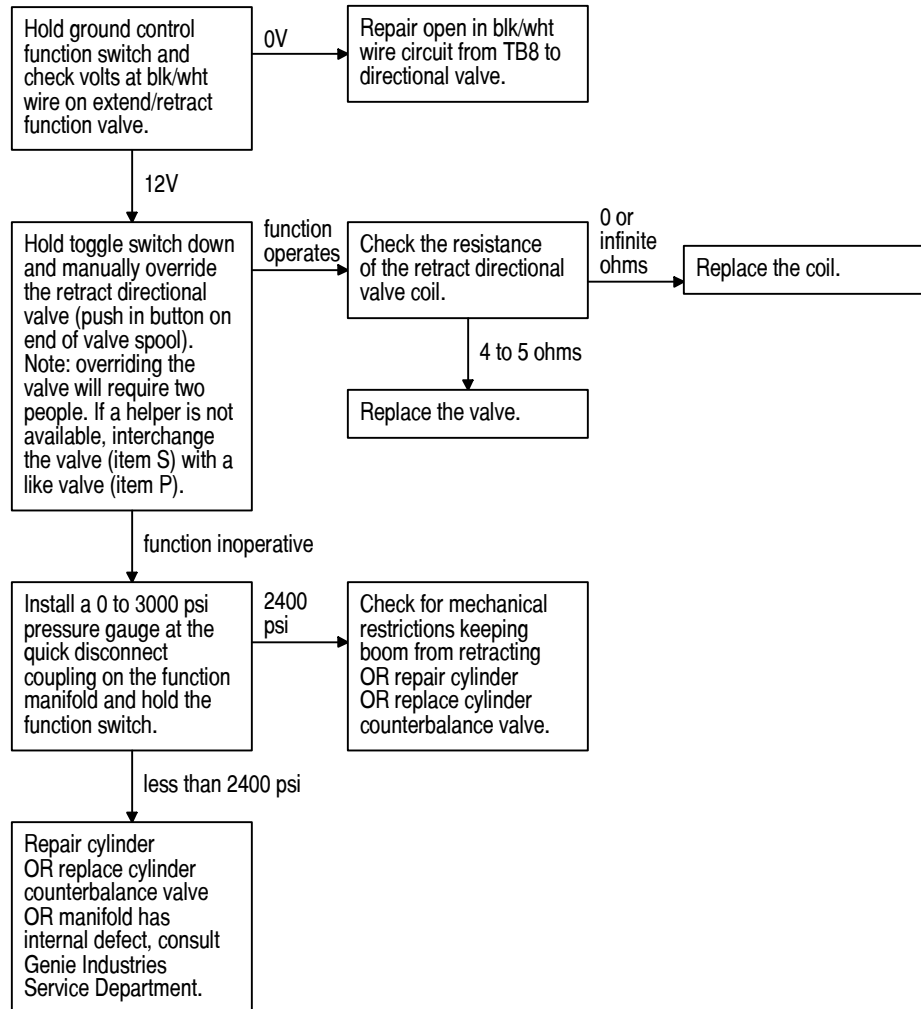 Hold ground control
function switch and
check volts at blk/wht
wire on extend/retract
function valve.
0V
Repair open in blk/wht
wire circuit from TB8 to
directional valve.
12V
Hold toggle switch down
and manually override
the retract directional
valve (push in button on
end of valve spool).
Note: overriding the
valve will require two
people. If a helper is not
available, interchange
the valve (item S) with a
like valve (item P).
function
operates
Check the resistance
of the retract directional
valve coil.
0 or
infinite
ohms
Replace the coil.
4 to 5 ohms
Replace the valve.
function inoperative
Install a 0 to 3000 psi
pressure gauge at the
quick disconnect
coupling on the function
manifold and hold the
function switch.
2400
psi
Check for mechanical
restrictions keeping
boom from retracting
OR repair cylinder
OR replace cylinder
counterbalance valve.
less than 2400 psi
Repair cylinder
OR replace cylinder
counterbalance valve
OR manifold has
internal defect, consult
Genie Industries
Service Department.